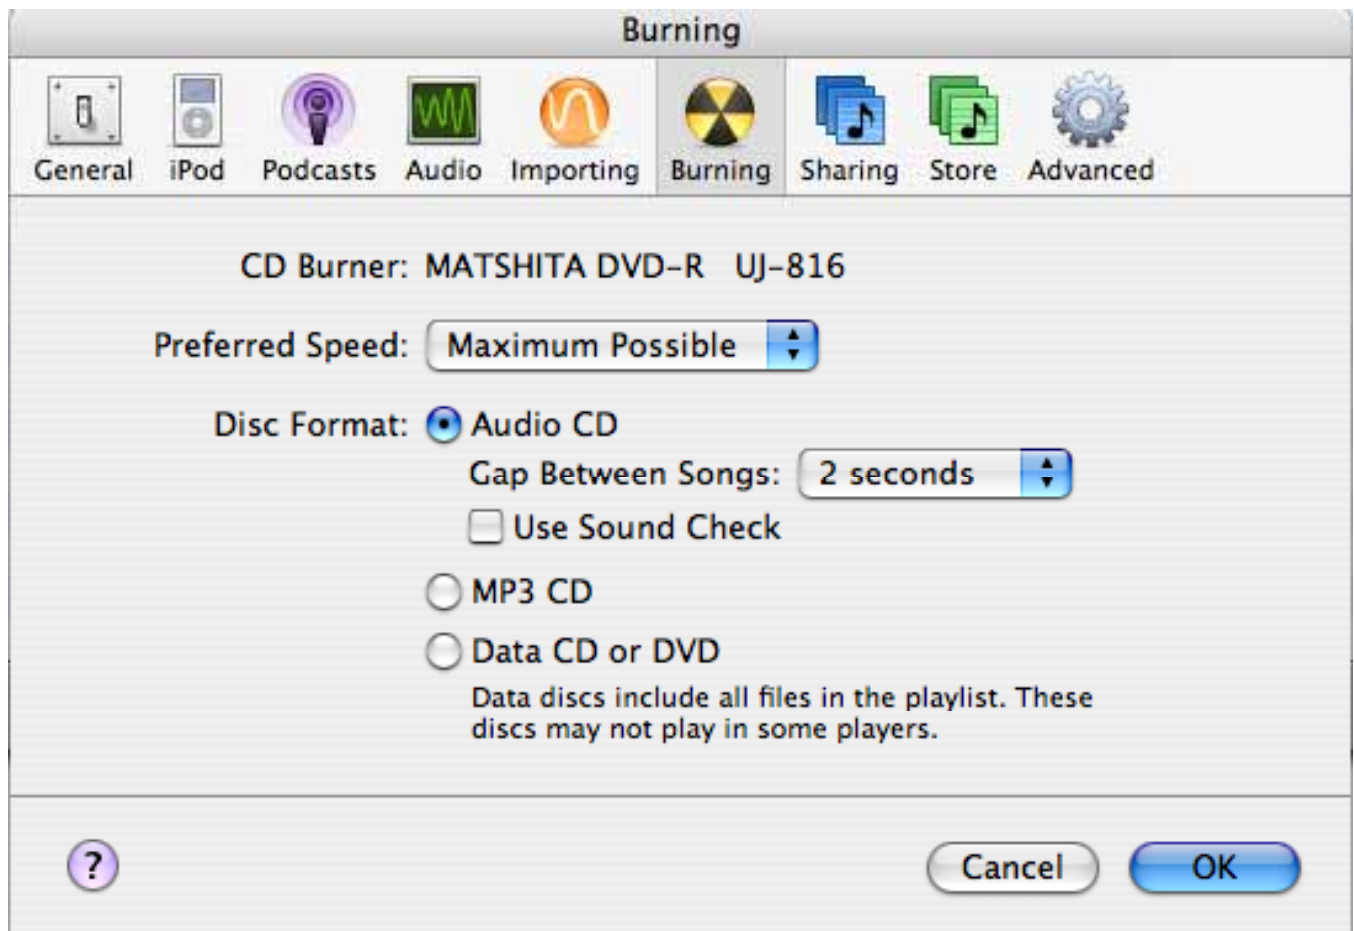 Burning
General iPod Podcasts Audio Importing Burning Sharing Store Advanced
CD Burner: MATSHITA DVD-R UJ-816
Preferred Speed: Maximum Possible
Disc Format: Audio CD
Gap Between Songs: 2 seconds
Use Sound Check
MP3 CD
Data CD or DVD
Data discs include all files in the playlist. These
discs may not play in some players.
? Cancel OK